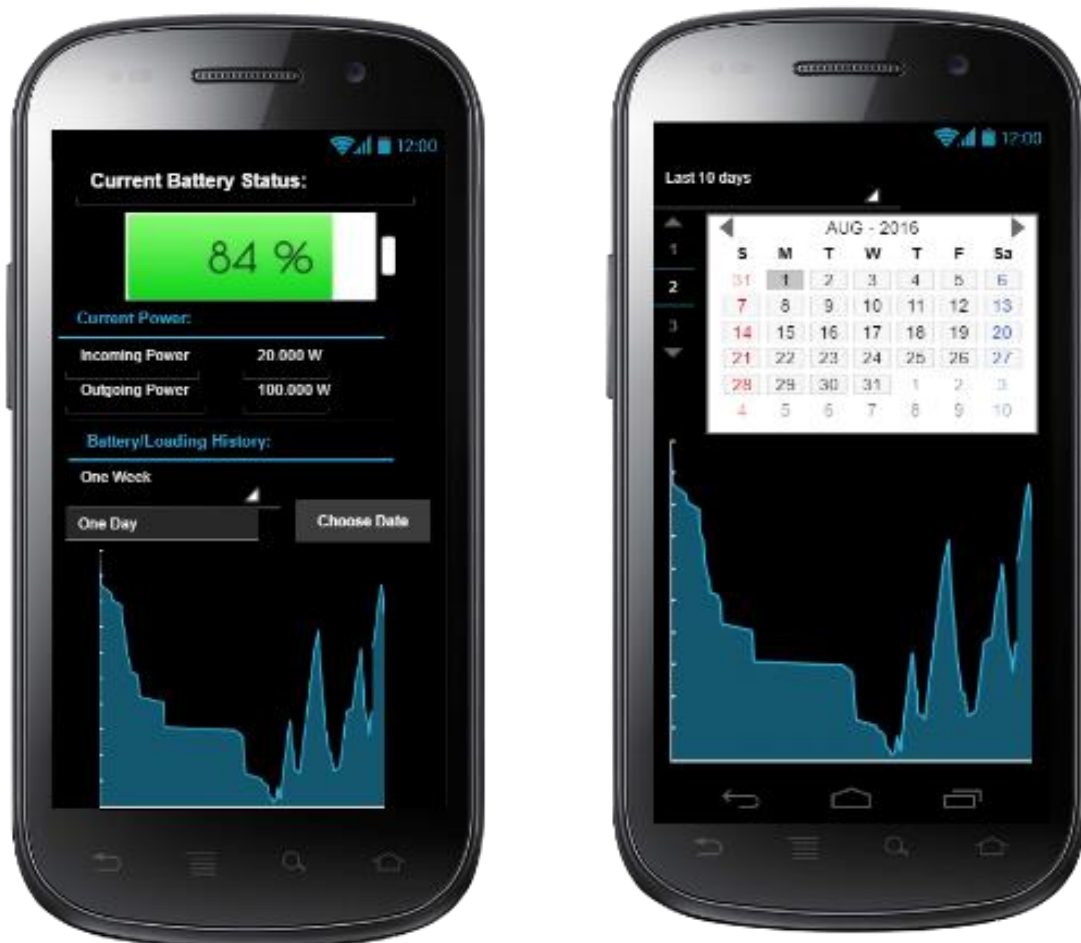 12:00
Current Battery Status:
84 %
Current Power:
Incoming Power 20.000 W
Outgoing Power 100.000 W
Battery/Loading History:
One Week
One Day Choose Date
12:00
Last 10 days
1
2
3
AUG - 2016
S M T W T F Sa
31 1 2 3 4 5 6
7 8 9 10 11 12 13
14 15 16 17 18 19 20
21 22 23 24 25 26 27
28 29 30 31 1 2 3
4 5 6 7 8 9 10